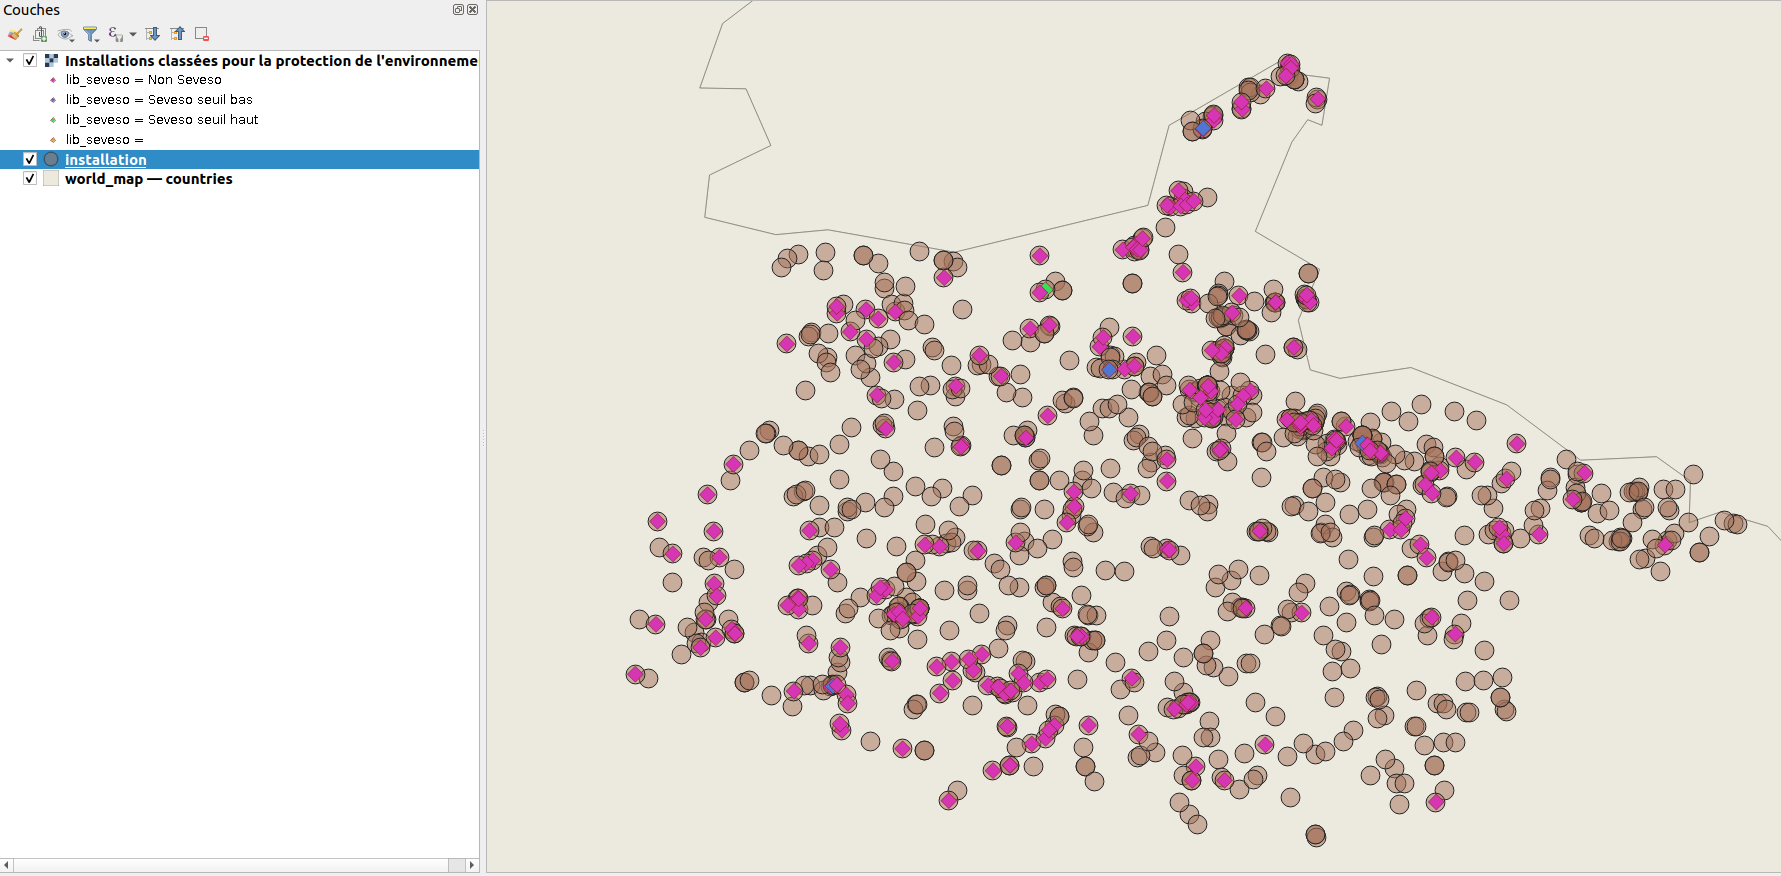 Couches
Installations classées pour la protection de l'environneme
lib_seveso = Non Seveso
lib_seveso = Seveso seuil bas
lib_seveso = Seveso seuil haut
lib_seveso =
installation
world_map — countries